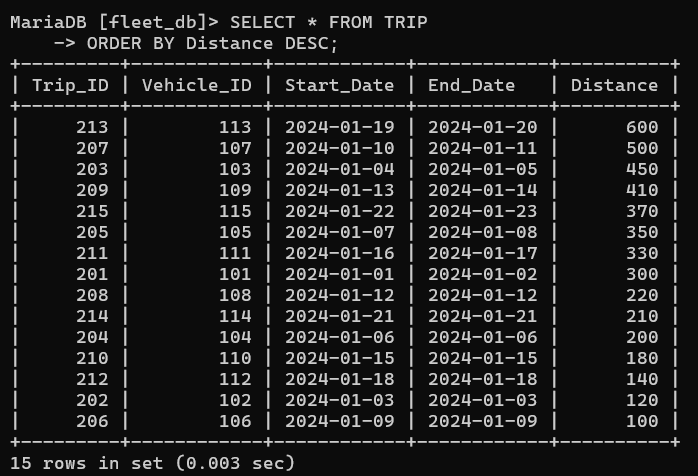 MariaDB [fleet_db]> SELECT * FROM TRIP
    -> ORDER BY Distance DESC;
+---------+------------+------------+------------+----------+
| Trip_ID | Vehicle_ID | Start_Date | End_Date   | Distance |
+---------+------------+------------+------------+----------+
|     213 |        113 | 2024-01-19 | 2024-01-20 |      600 |
|     207 |        107 | 2024-01-10 | 2024-01-11 |      500 |
|     203 |        103 | 2024-01-04 | 2024-01-05 |      450 |
|     209 |        109 | 2024-01-13 | 2024-01-14 |      410 |
|     215 |        115 | 2024-01-22 | 2024-01-23 |      370 |
|     205 |        105 | 2024-01-07 | 2024-01-08 |      350 |
|     211 |        111 | 2024-01-16 | 2024-01-17 |      330 |
|     201 |        101 | 2024-01-01 | 2024-01-02 |      300 |
|     208 |        108 | 2024-01-12 | 2024-01-12 |      220 |
|     214 |        114 | 2024-01-21 | 2024-01-21 |      210 |
|     204 |        104 | 2024-01-06 | 2024-01-06 |      200 |
|     210 |        110 | 2024-01-15 | 2024-01-15 |      180 |
|     212 |        112 | 2024-01-18 | 2024-01-18 |      140 |
|     202 |        102 | 2024-01-03 | 2024-01-03 |      120 |
|     206 |        106 | 2024-01-09 | 2024-01-09 |      100 |
+---------+------------+------------+------------+----------+
15 rows in set (0.003 sec)